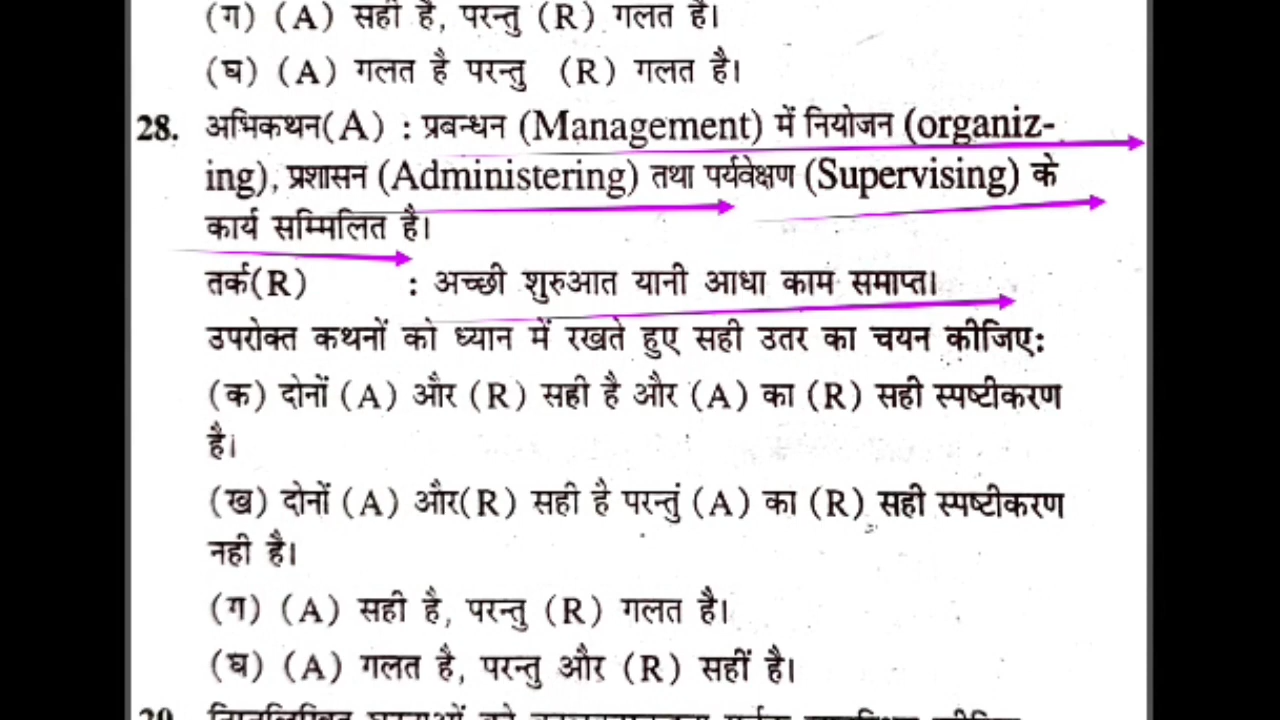 (ग) (A) सही है, परन्तु (R) गलत है।
(घ) (A) गलत है परन्तु (R) गलत है।
28. अभिकथन(A) : प्रबन्धन (Management) में नियोजन (organiz-
ing), प्रशासन (Administering) तथा पर्यवेक्षण (Supervising) के
कार्य सम्मिलित है।
तर्क(R) : अच्छी शुरुआत यानी आधा काम समाप्त।
उपरोक्त कथनों को ध्यान में रखते हुए सही उतर का चयन कीजिए:
(क) दोनों (A) और (R) सही है और (A) का (R) सही स्पष्टीकरण
है।
(ख) दोनों (A) और(R) सही है परन्तुं (A) का (R) सही स्पष्टीकरण
नही है।
(ग) (A) सही है, परन्तु (R) गलत है।
(घ) (A) गलत है, परन्तु और (R) सहीं है।